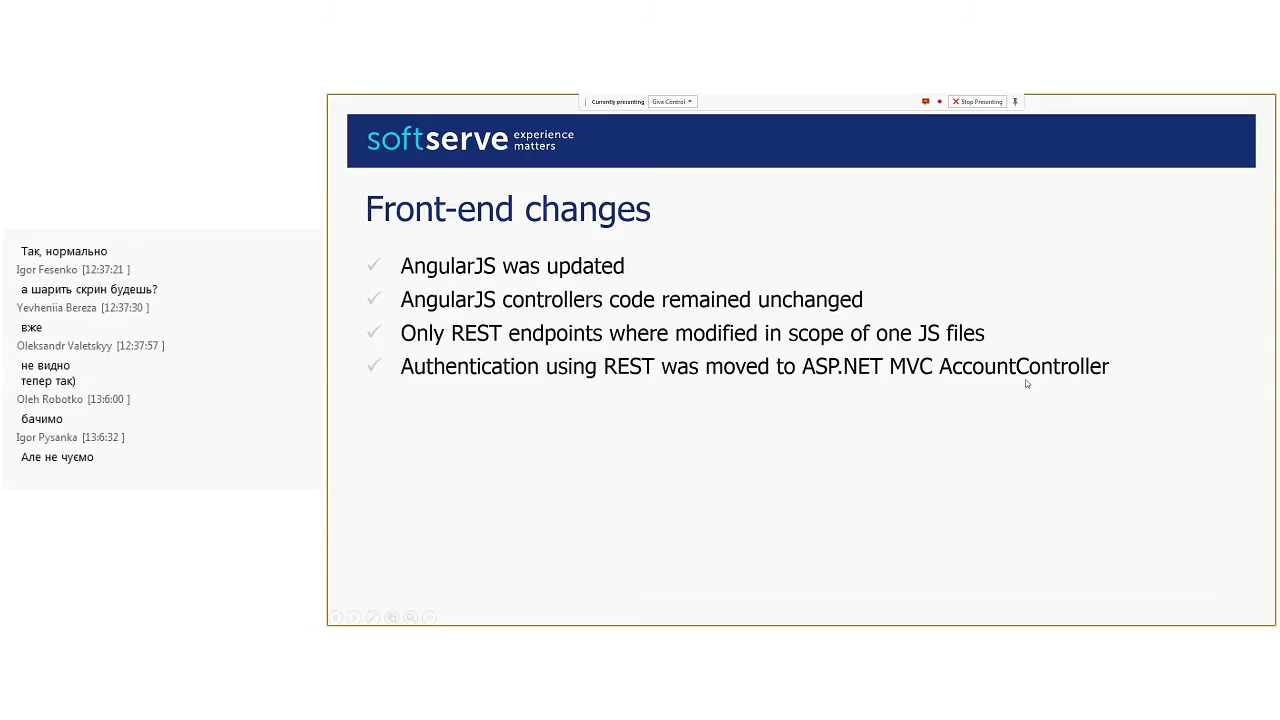 Так, нормально
Igor Fesenko [12:37:21 ]
а шарить скрин будешь?
Yevheniia Bereza [12:37:30 ]
вже
Oleksandr Valetskyy [12:37:57 ]
не видно
тепер так)
Oleh Robotko [13:6:00 ]
бачимо
Igor Pysanka [13:6:32 ]
Але не чуємо
Currently presenting
Give Control
Stop Presenting
softserve experience matters
Front-end changes
AngularJS was updated
AngularJS controllers code remained unchanged
Only REST endpoints where modified in scope of one JS files
Authentication using REST was moved to ASP.NET MVC AccountController